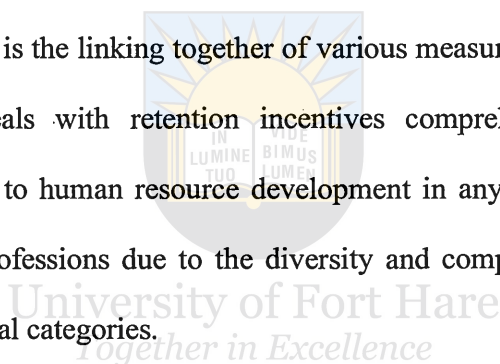 is the linking together of various measu
eals with retention incentives compre
to human resource development in any
ofessions due to the diversity and comp
al categories.
IN VIDE
LUMINE BIMUS
TUO LUMEN
University of Fort Hare
Together in Excellence